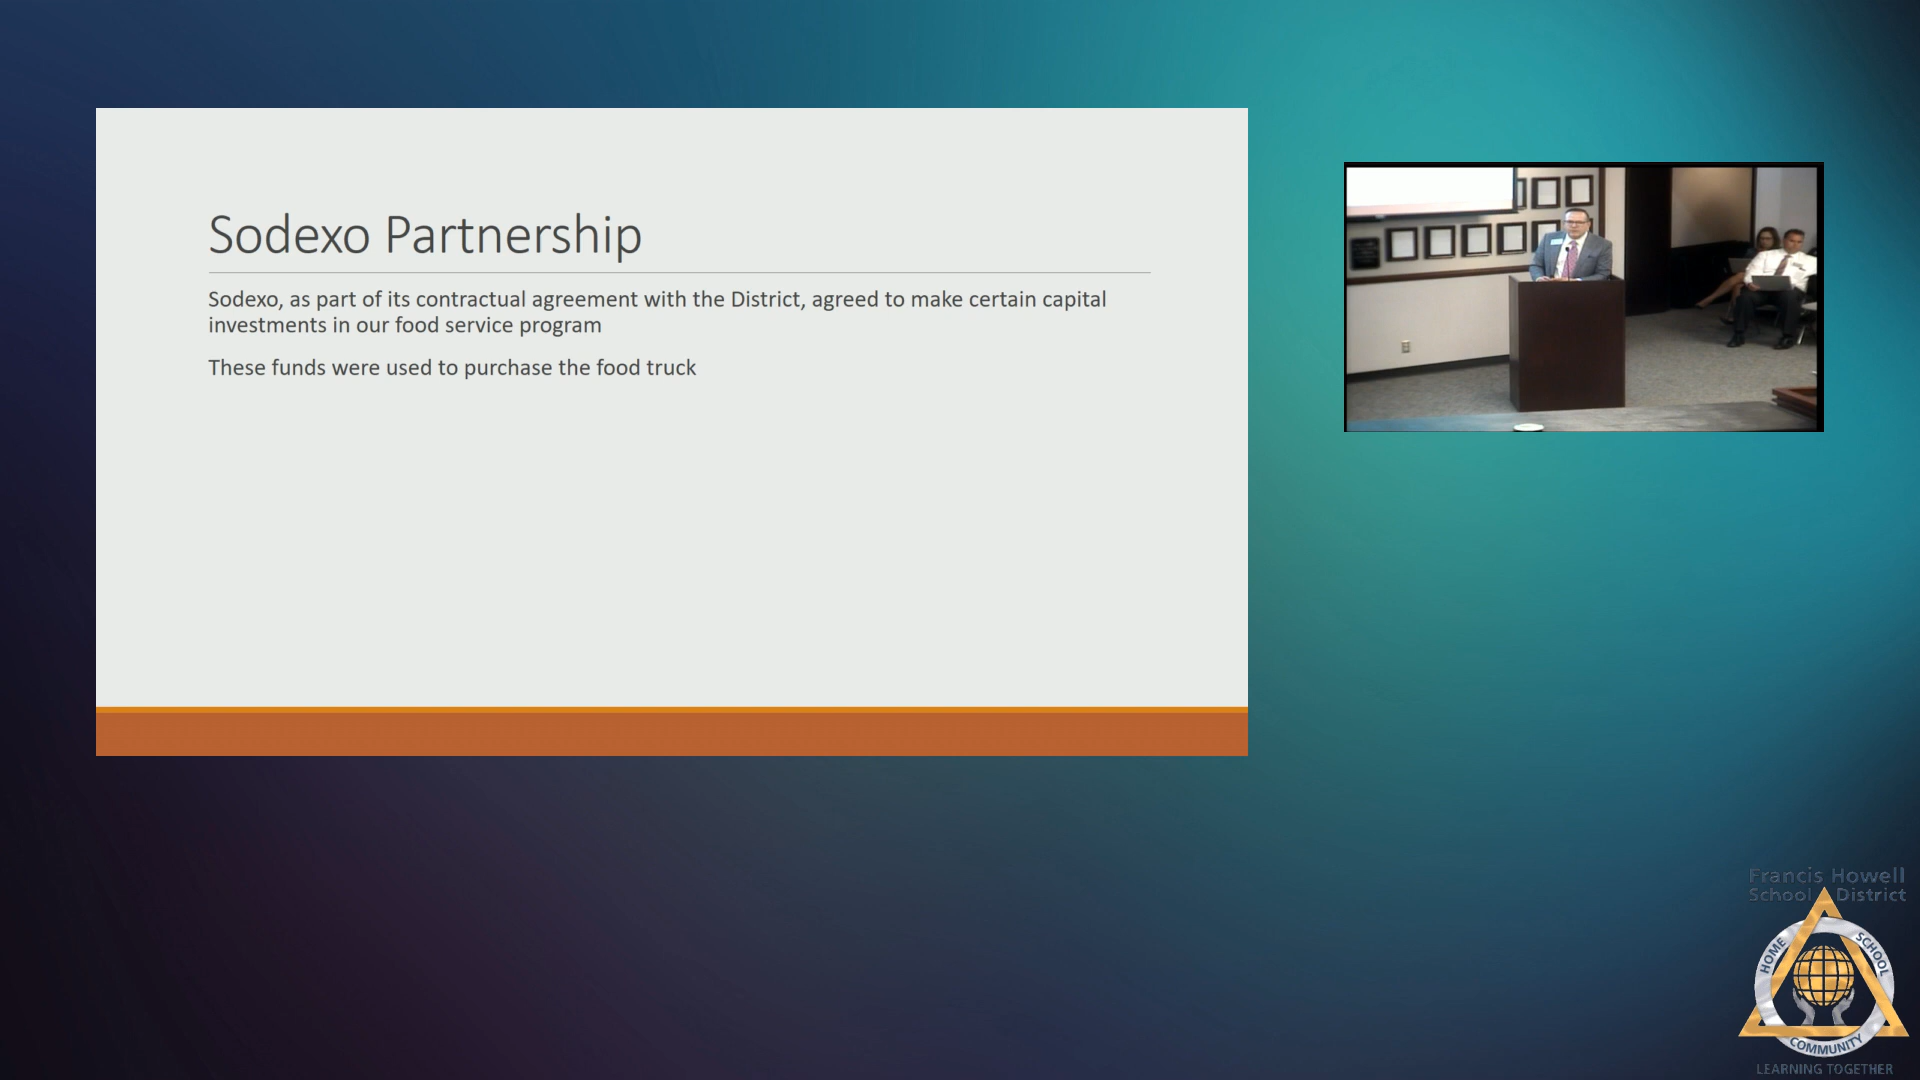 Sodexo Partnership
Sodexo, as part of its contractual agreement with the District, agreed to make certain capital
investments in our food service program
These funds were used to purchase the food truck
Francis Howell
School District
HOME
SCHOOL
COMMUNITY
LEARNING TOGETHER